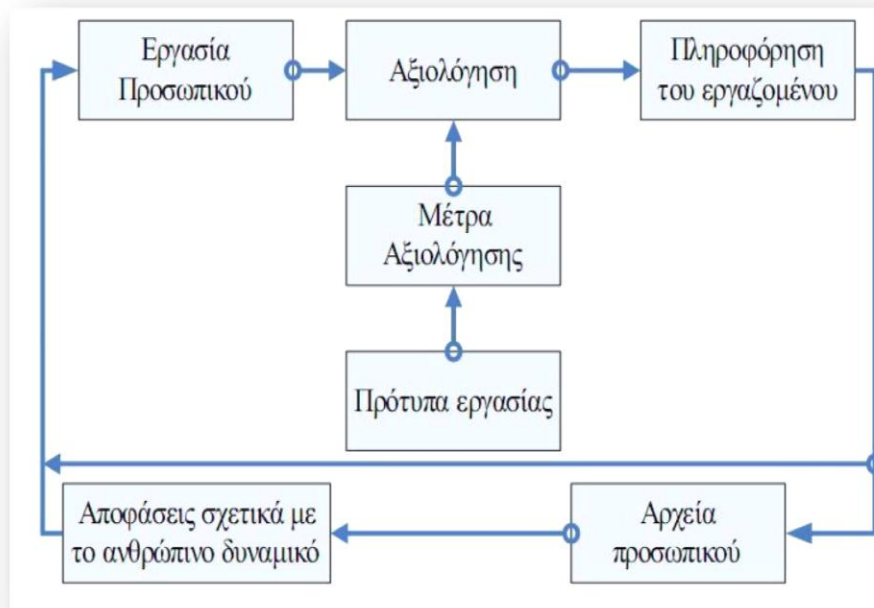 Εργασία
Προσωπικού
Αξιολόγηση
Πληροφόρηση
του εργαζομένου
Μέτρα
Αξιολόγησης
Πρότυπα εργασίας
Αποφάσεις σχετικά με
το ανθρώπινο δυναμικό
Αρχεία
προσωπικού